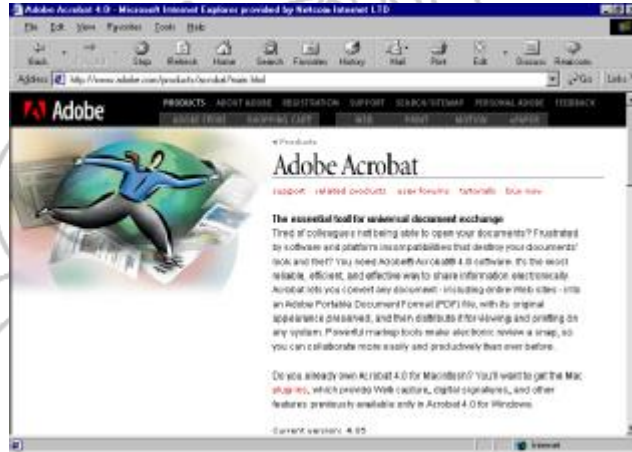 Adobe Acrobat 4.0 - Microsoft Internet Explorer provided by Netcom Internet LTD
File Edit View Favorites Tools Help
Back Stop Refresh Home Search Favorites History Mail Print Edit Discuss
Address http://www.adobe.com/products/acrobat/main.html Go Links
Adobe
PRODUCTS ABOUT ADOBE REGISTRATION SUPPORT SEARCH/SITEMAP PERSONAL ADOBE FEEDBACK
ADOBE STORE SHOPPING CART WEB PRINT MOTION ePAPER
Products
Adobe Acrobat
support related products user forums tutorials buy now
The essential tool for universal document exchange
Tired of colleagues not being able to open your documents? Frustrated
by software and platform incompatibilities that destroy your documents'
look and feel? You need Adobe® Acrobat® 4.0 software. It's the most
reliable, efficient, and effective way to share information electronically.
Acrobat lets you convert any document - including entire Web sites - into
an Adobe Portable Document Format (PDF) file, with its original
appearance preserved, and then distribute it for viewing and printing on
any system. Powerful markup tools make electronic review a snap, so
you can collaborate more easily and productively than ever before.
Do you already own Acrobat 4.0 for Macintosh? You'll want to get the Mac
plug-ins, which provide Web capture, digital signatures, and other
features previously available only in Acrobat 4.0 for Windows.
Current version: 4.05
Internet